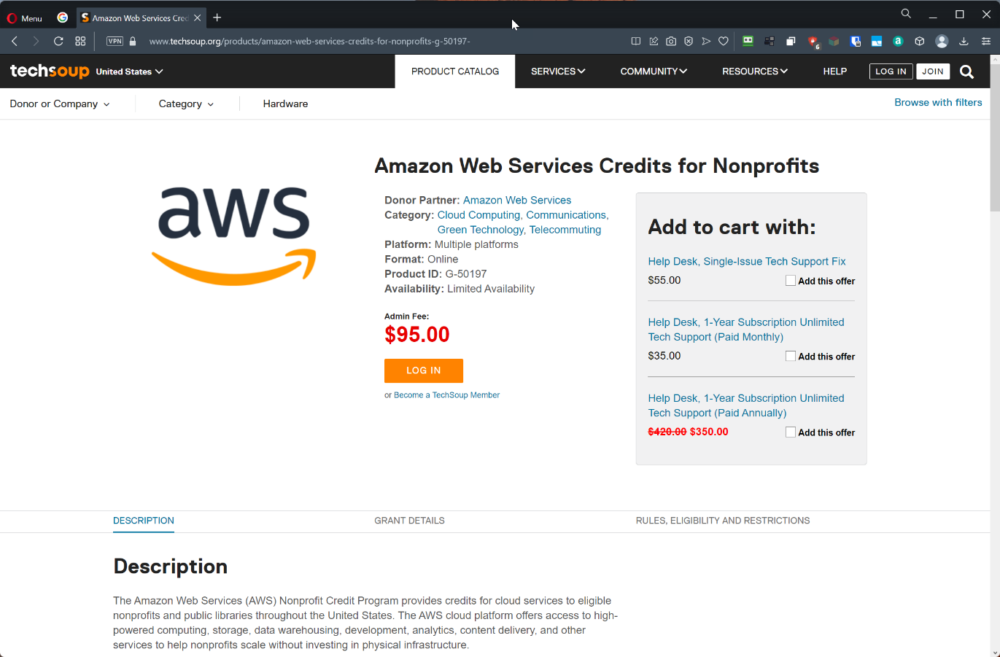 Menu
Amazon Web Services Cred
VPN
www.techsoup.org/products/amazon-web-services-credits-for-nonprofits-g-50197-
6
a
techsoup
United States
PRODUCT CATALOG
SERVICES
COMMUNITY
RESOURCES
HELP
LOG IN
JOIN
Donor or Company
Category
Hardware
Browse with filters
Amazon Web Services Credits for Nonprofits
aws
Donor Partner: Amazon Web Services
Category: Cloud Computing, Communications,
Green Technology, Telecommuting
Platform: Multiple platforms
Format: Online
Product ID: G-50197
Availability: Limited Availability
Admin Fee:
$95.00
LOG IN
or Become a TechSoup Member
Add to cart with:
Help Desk, Single-Issue Tech Support Fix
$55.00
Add this offer
Help Desk, 1-Year Subscription Unlimited
Tech Support (Paid Monthly)
$35.00
Add this offer
Help Desk, 1-Year Subscription Unlimited
Tech Support (Paid Annually)
$420.00 $350.00
Add this offer
DESCRIPTION
GRANT DETAILS
RULES, ELIGIBILITY AND RESTRICTIONS
Description
The Amazon Web Services (AWS) Nonprofit Credit Program provides credits for cloud services to eligible
nonprofits and public libraries throughout the United States. The AWS cloud platform offers access to high-
powered computing, storage, data warehousing, development, analytics, content delivery, and other
services to help nonprofits scale without investing in physical infrastructure.